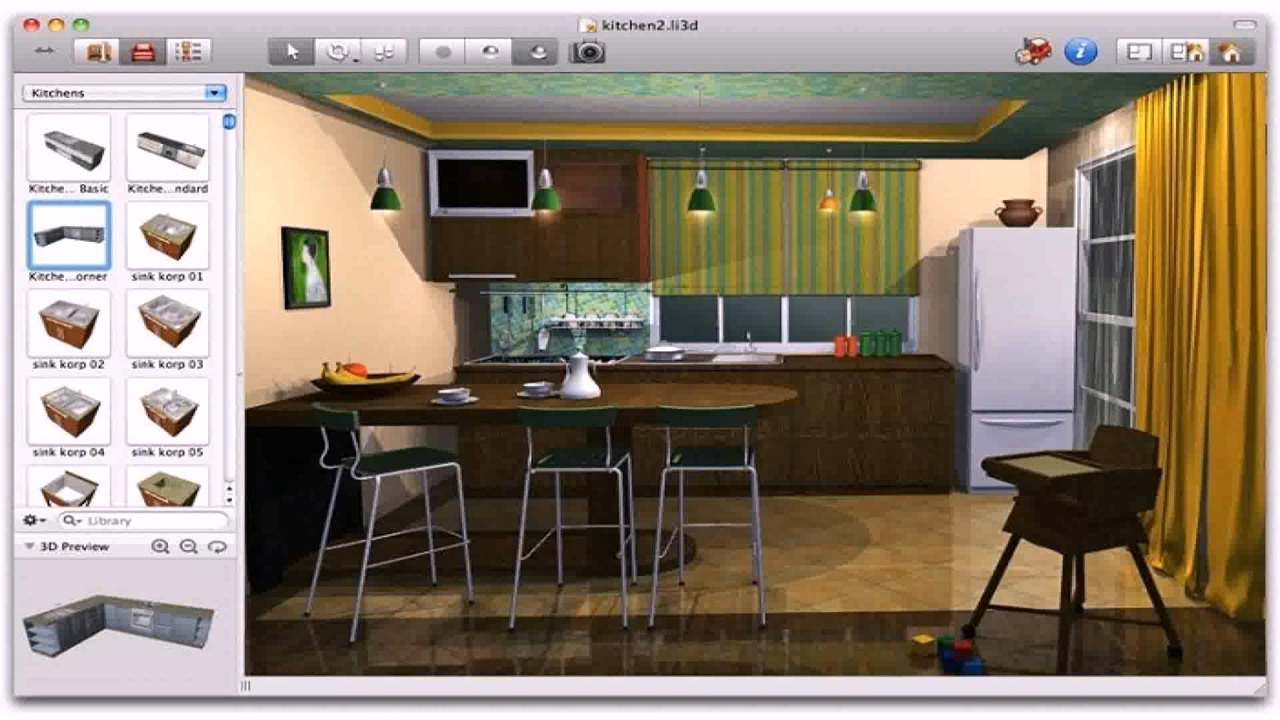 kitchen2.li3d
Kitchens
Kitche... Basic
Kitche...ndard
Kitche...orner
sink korp 01
sink korp 02
sink korp 03
sink korp 04
sink korp 05
Library
3D Preview